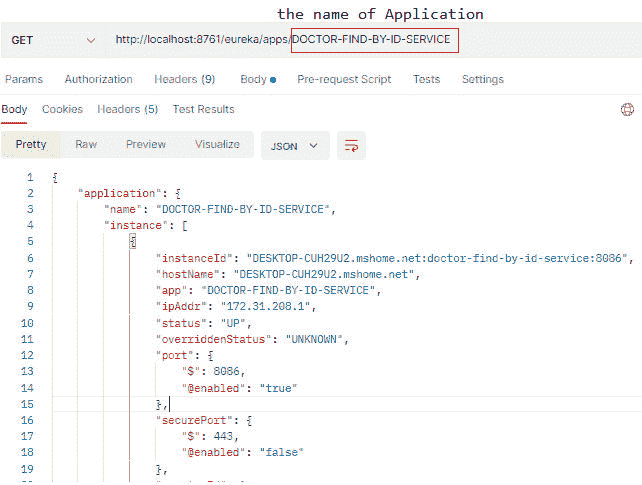 the name of Application
GET http://localhost:8761/eureka/apps/DOCTOR-FIND-BY-ID-SERVICE
Params Authorization Headers (9) Body Pre-request Script Tests Settings
Body Cookies Headers (5) Test Results
Pretty Raw Preview Visualize JSON
1 {
2 "application": {
3 "name": "DOCTOR-FIND-BY-ID-SERVICE",
4 "instance": [
5 {
6 "instanceId": "DESKTOP-CUH29U2.mshome.net:doctor-find-by-id-service:8086",
7 "hostName": "DESKTOP-CUH29U2.mshome.net",
8 "app": "DOCTOR-FIND-BY-ID-SERVICE",
9 "ipAddr": "172.31.208.1",
10 "status": "UP",
11 "overriddenStatus": "UNKNOWN",
12 "port": {
13 "$": 8086,
14 "@enabled": "true"
15 },
16 "securePort": {
17 "$": 443,
18 "@enabled": "false"
19 },